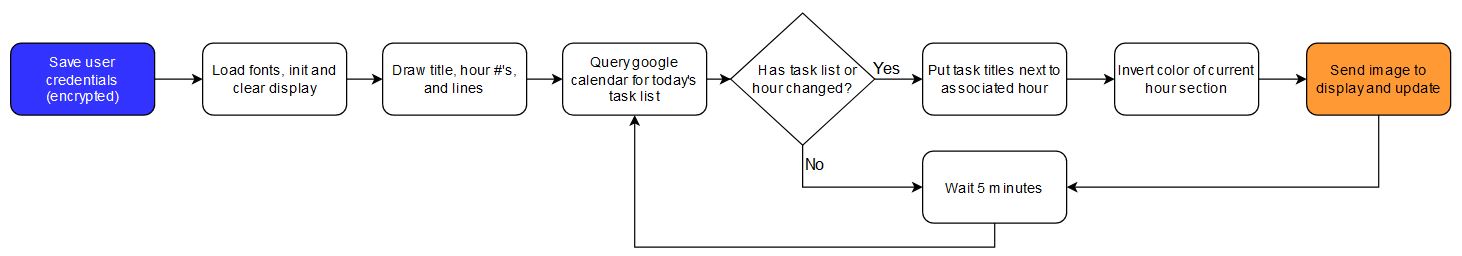 Save user
credentials
(encrypted)
Load fonts, init and
clear display
Draw title, hour #'s,
and lines
Query google
calendar for today's
task list
Has task list or
hour changed?
Yes
Put task titles next to
associated hour
Invert color of current
hour section
Send image to
display and update
No
Wait 5 minutes